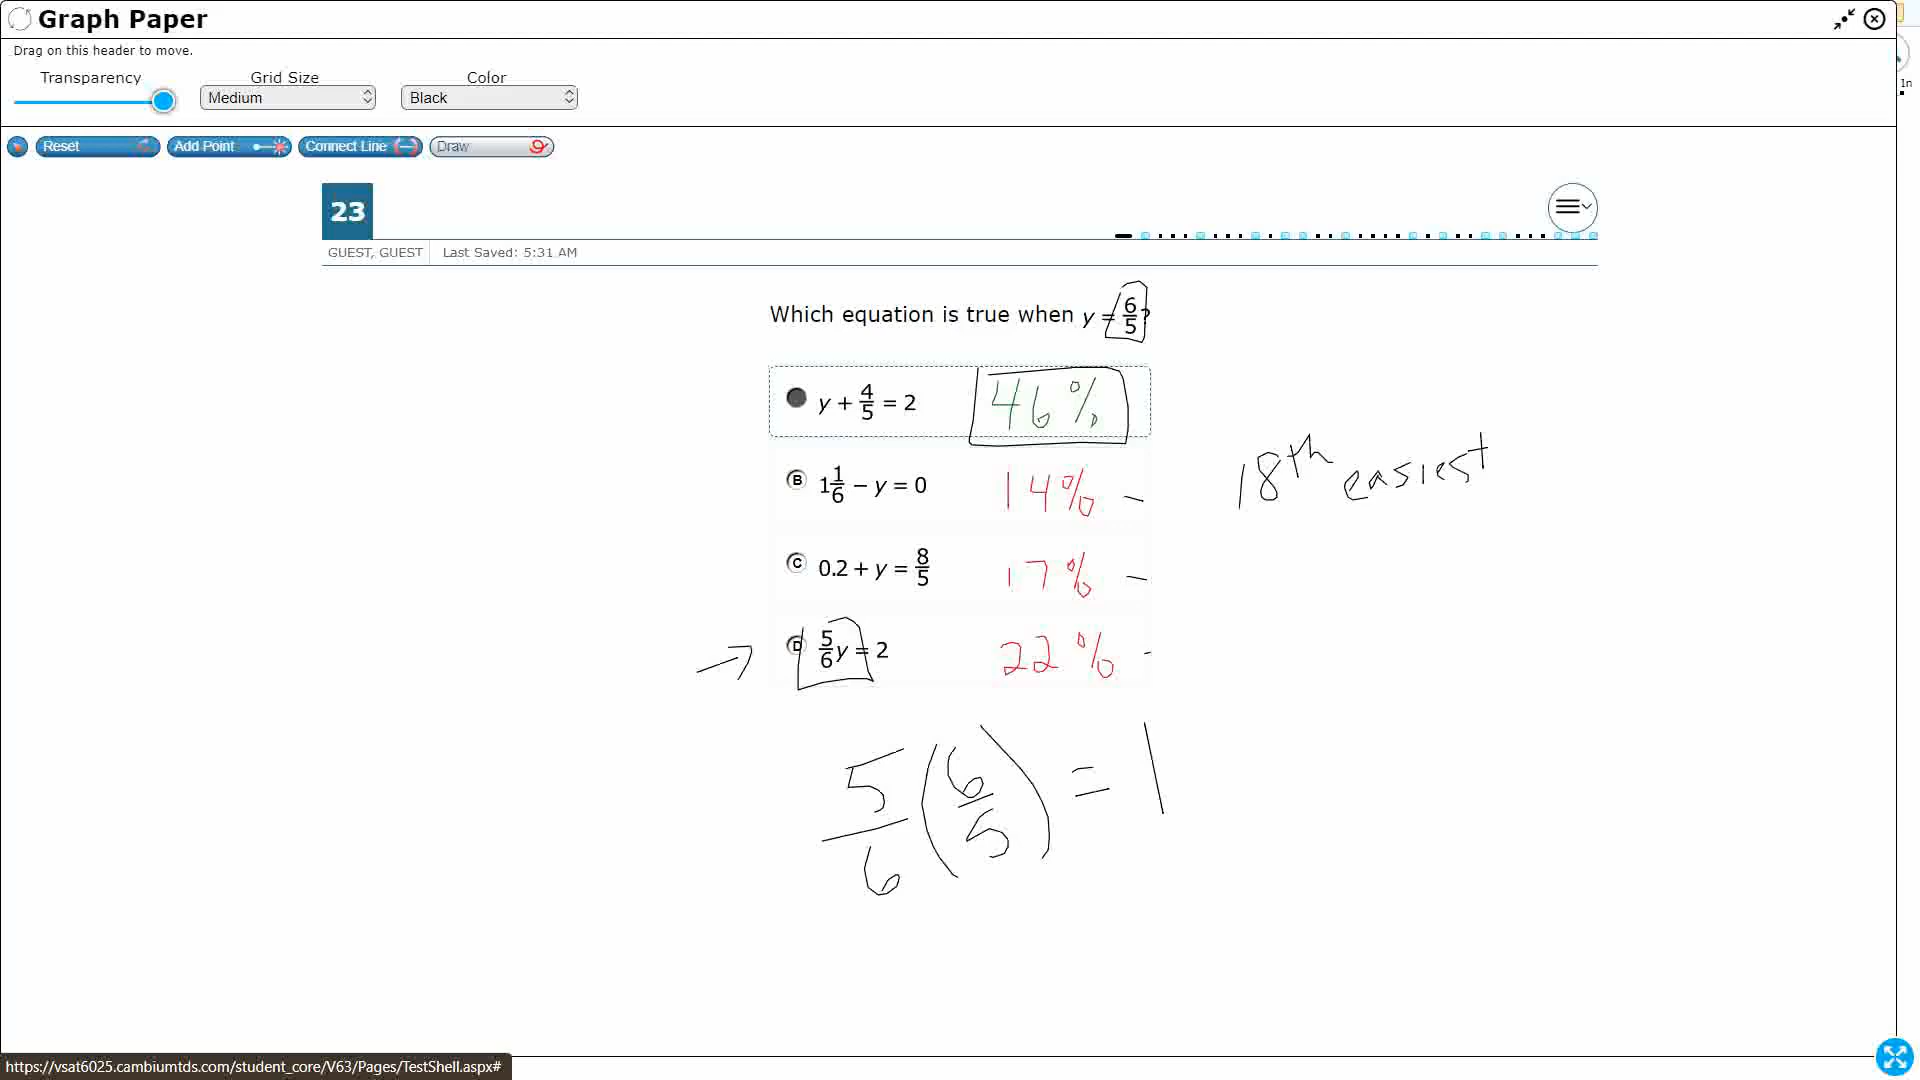 Graph Paper
Drag on this header to move.
Transparency Grid Size Color
Medium Black
Reset Add Point Connect Line Draw
23
GUEST, GUEST Last Saved: 5:31 AM
Which equation is true when y = 6/5?
y + 4/5 = 2 46%
B 1 1/6 − y = 0 14% −
18th easiest
C 0.2 + y = 8/5 17% −
D 5/6 y = 2 22% -
5/6 (6/5) = 1
https://vsat6025.cambiumtds.com/student_core/V63/Pages/TestShell.aspx#